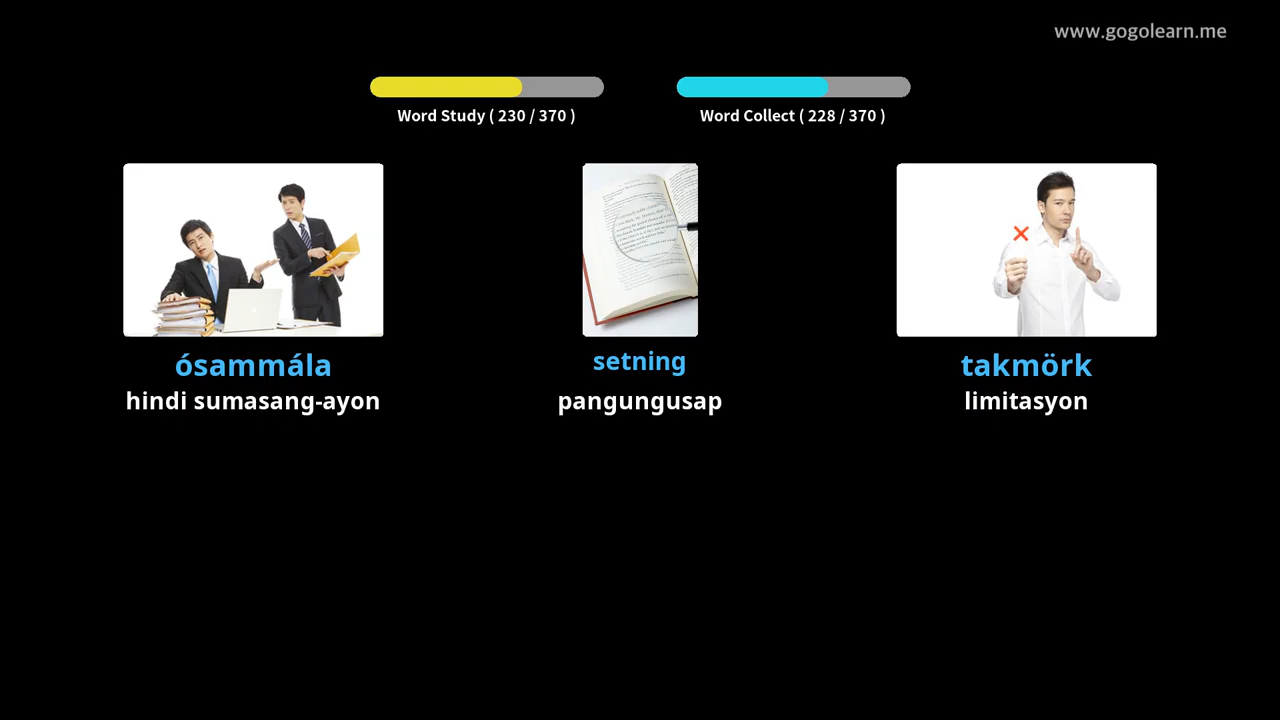 www.gogolearn.me
Word Study ( 230 / 370 )
Word Collect ( 228 / 370 )
ósammála
hindi sumasang-ayon
setning
pangungusap
takmörk
limitasyon